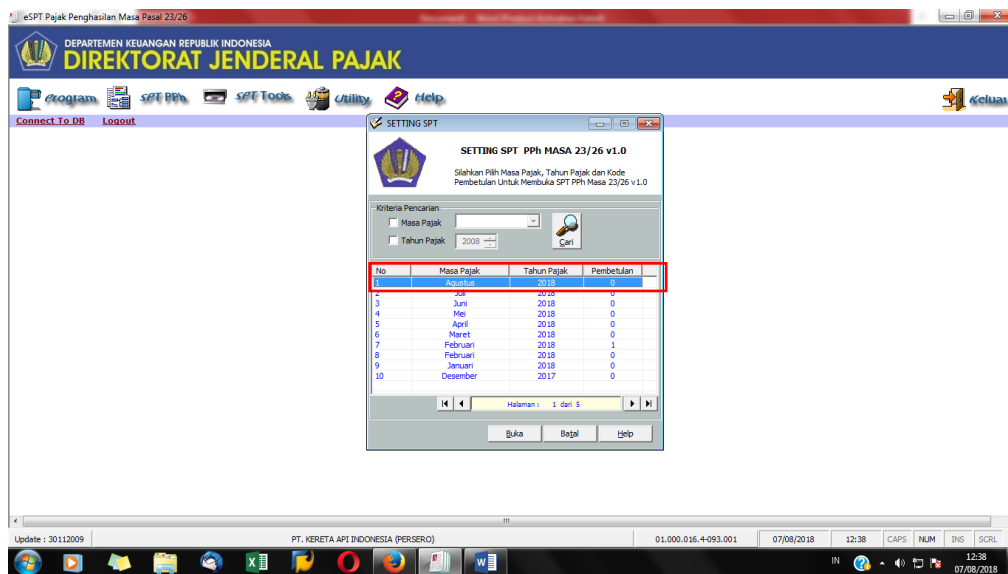 eSPT Pajak Penghasilan Masa Pasal 23/26
DEPARTEMEN KEUANGAN REPUBLIK INDONESIA
DIREKTORAT JENDERAL PAJAK
Program SPT PPh SPT Tools Utility Help Keluar
Connect To DB Logout
SETTING SPT
SETTING SPT PPh MASA 23/26 v1.0
Silahkan Pilih Masa Pajak, Tahun Pajak dan Kode
Pembetulan Untuk Membuka SPT PPh Masa 23/26 v1.0
Kriteria Pencarian
Masa Pajak
Tahun Pajak 2008 Cari
No Masa Pajak Tahun Pajak Pembetulan
1 Agustus 2018 0
2 Juli 2018 0
3 Juni 2018 0
4 Mei 2018 0
5 April 2018 0
6 Maret 2018 0
7 Februari 2018 1
8 Februari 2018 0
9 Januari 2018 0
10 Desember 2017 0
Halaman : 1 dari 5
Buka Batal Help
Update : 30112009 PT. KERETA API INDONESIA (PERSERO) 01.000.016.4-093.001 07/08/2018 12:38 CAPS NUM INS SCRL
IN 12:38
07/08/2018